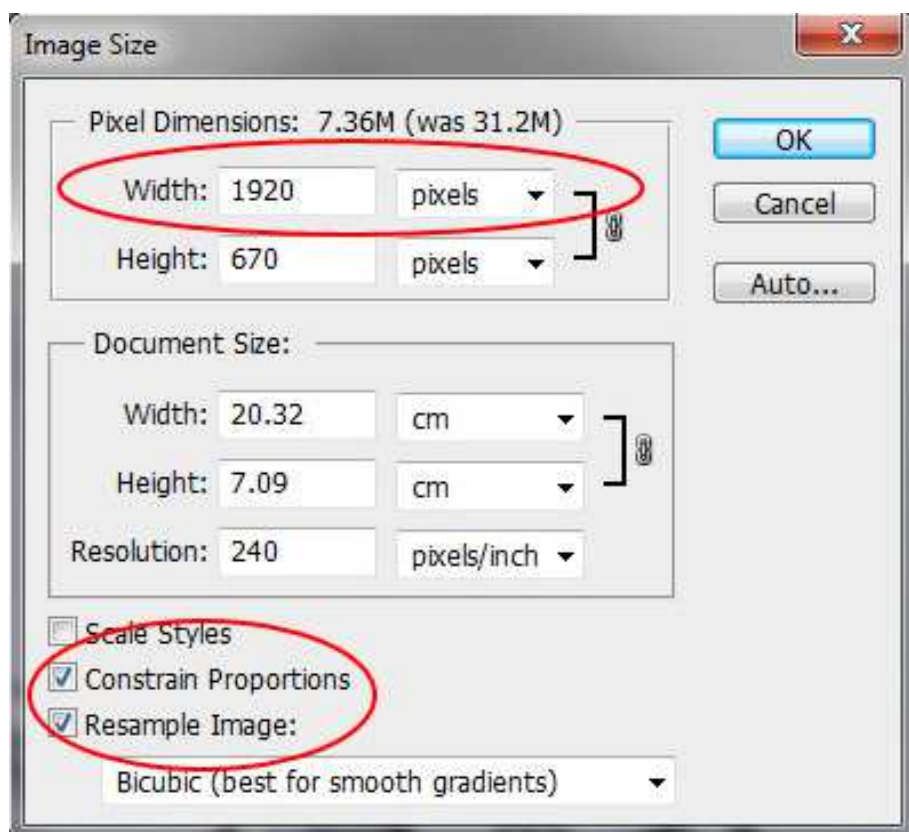 Image Size
Pixel Dimensions: 7.36M (was 31.2M)
OK
Width: 1920 pixels
Cancel
Height: 670 pixels
Auto...
Document Size:
Width: 20.32 cm
Height: 7.09 cm
Resolution: 240 pixels/inch
Scale Styles
Constrain Proportions
Resample Image:
Bicubic (best for smooth gradients)